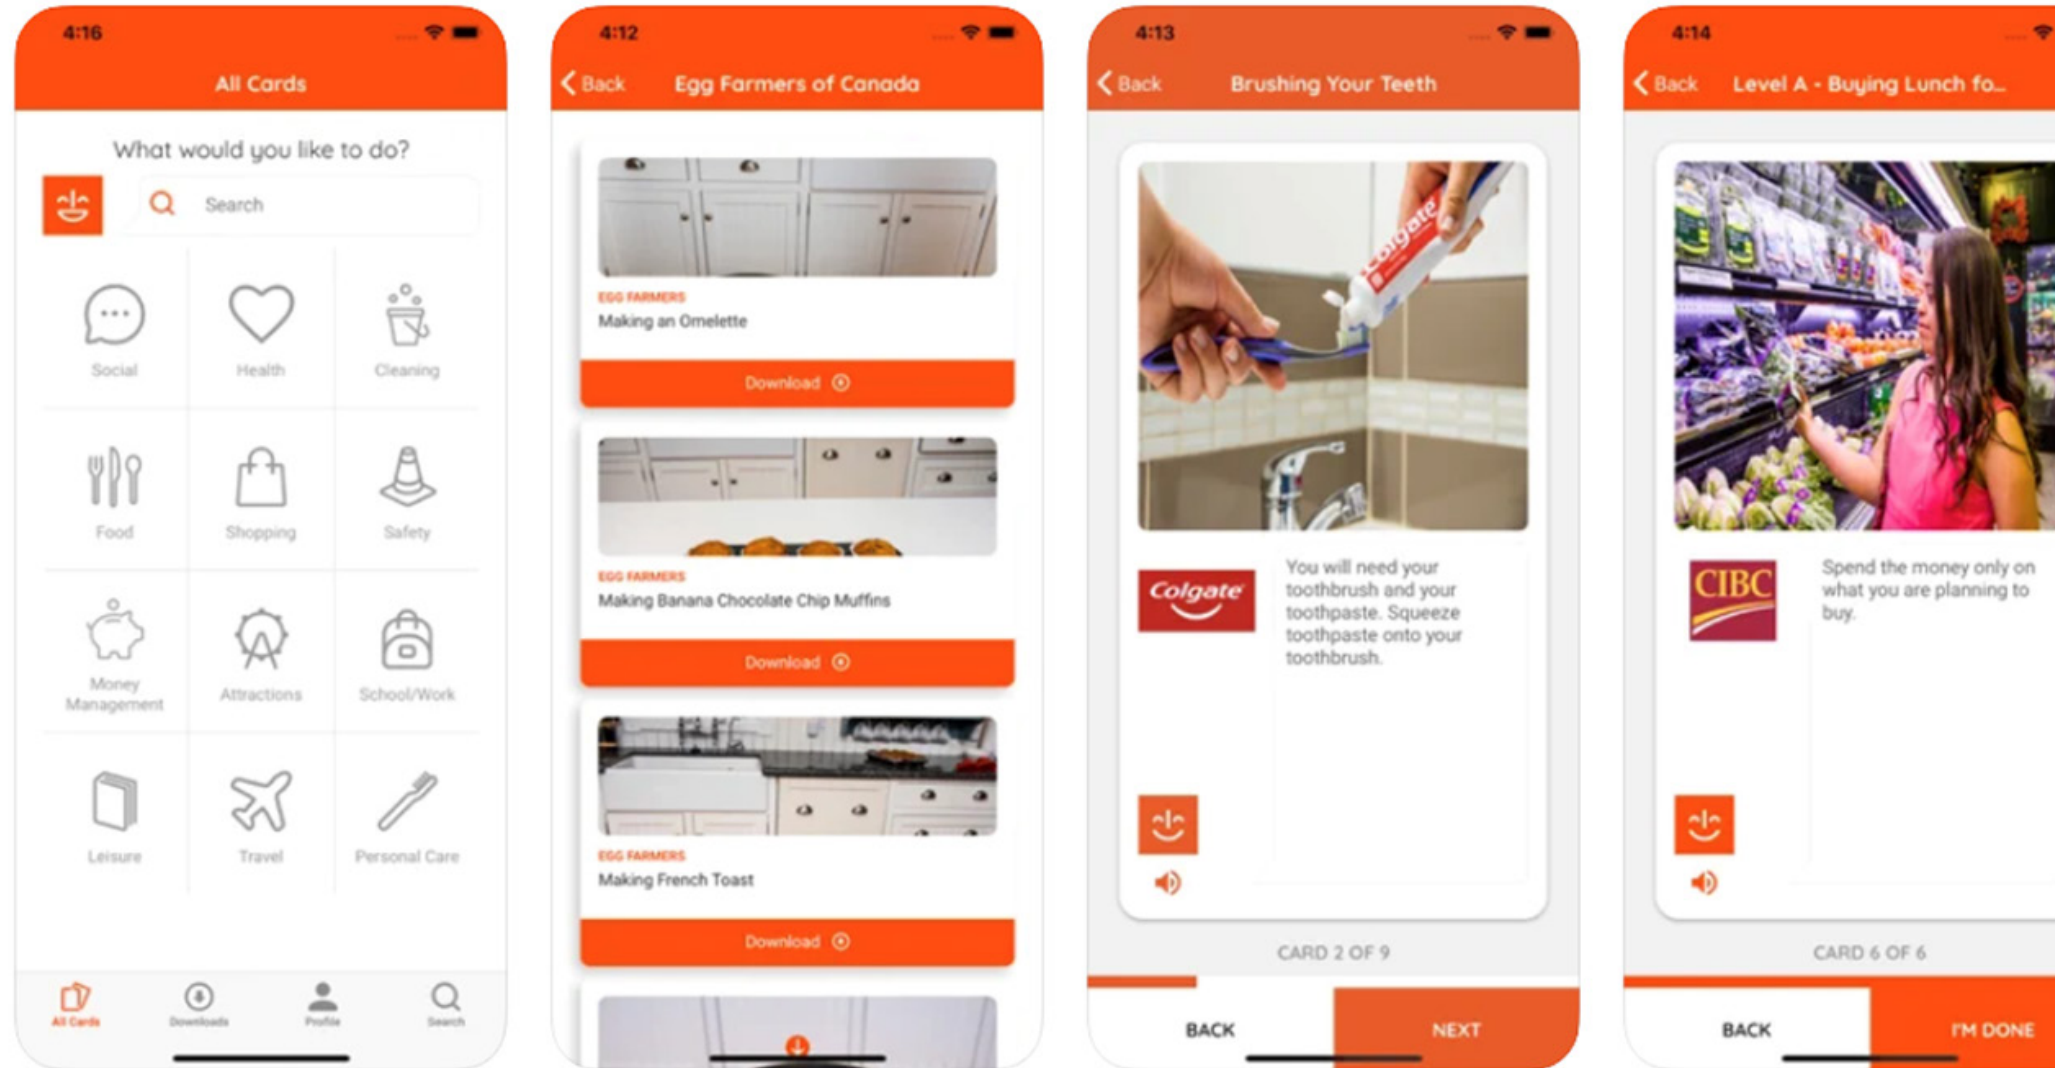 4:16
All Cards
What would you like to do?
Search
Social
Health
Cleaning
Food
Shopping
Safety
Money
Management
Attractions
School/Work
Leisure
Travel
Personal Care
All Cards
Downloads
Profile
Search
4:12
Back
Egg Farmers of Canada
EGG FARMERS
Making an Omelette
Download
EGG FARMERS
Making Banana Chocolate Chip Muffins
Download
EGG FARMERS
Making French Toast
Download
4:13
Back
Brushing Your Teeth
Colgate
Colgate
You will need your
toothbrush and your
toothpaste. Squeeze
toothpaste onto your
toothbrush.
CARD 2 OF 9
BACK
NEXT
4:14
Back
Level A - Buying Lunch fo...
CIBC
Spend the money only on
what you are planning to
buy.
CARD 6 OF 6
BACK
I'M DONE